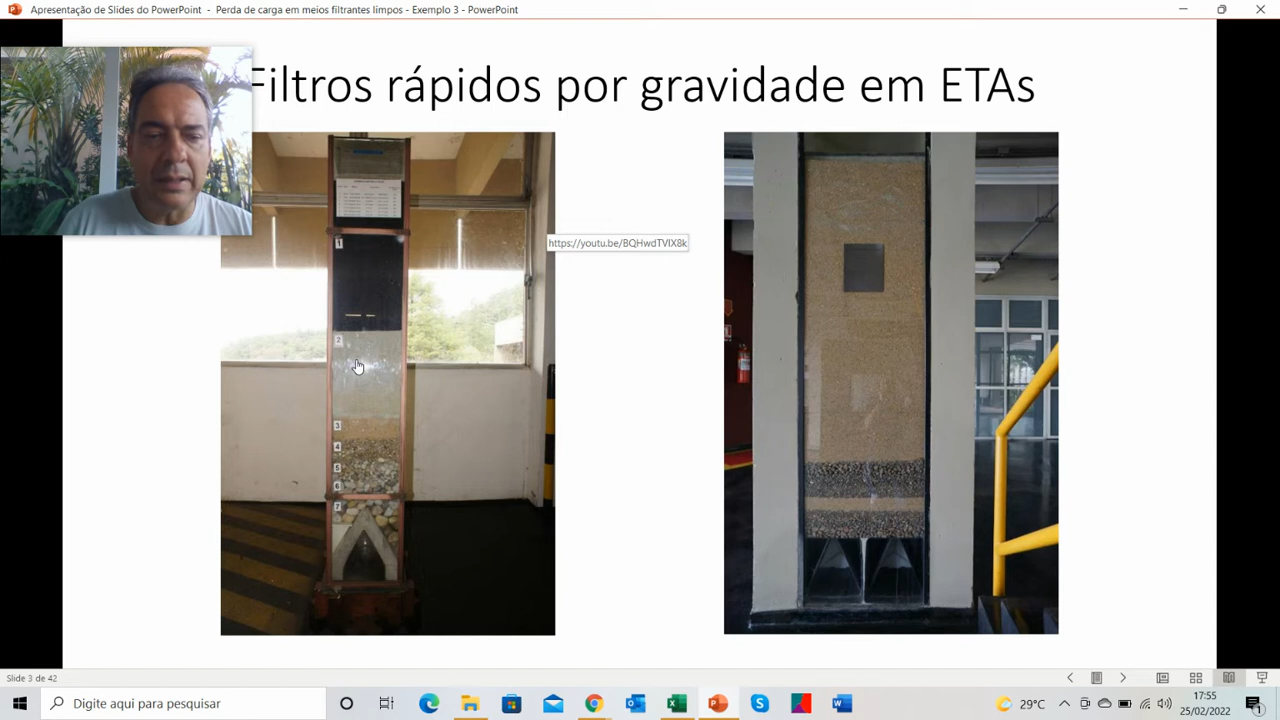 Apresentação de Slides do PowerPoint - Perda de carga em meios filtrantes limpos - Exemplo 3 - PowerPoint
Filtros rápidos por gravidade em ETAs
https://youtu.be/BQHwdTVIX8k
1
2
3
4
5
6
7
Slide 3 de 42
Digite aqui para pesquisar
29°C
17:55
25/02/2022
1